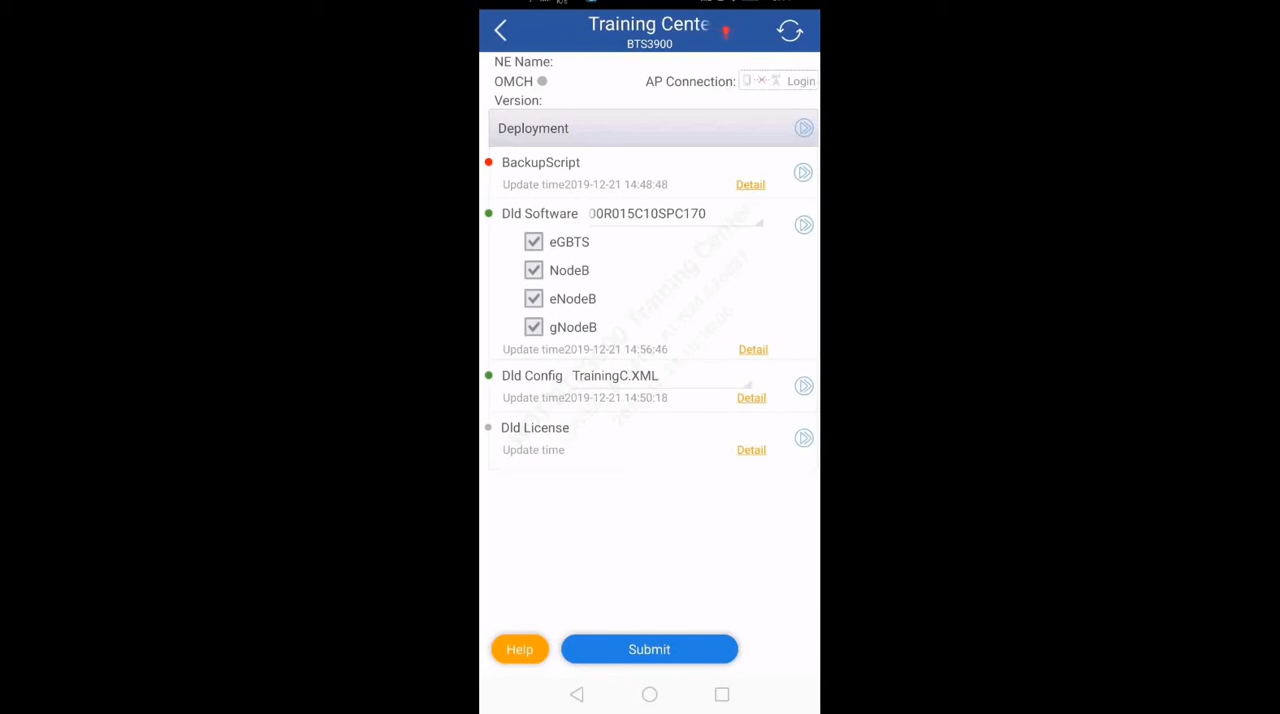 Training Cente
BTS3900
NE Name:
OMCH
AP Connection: Login
Version:
Deployment
BackupScript
Update time2019-12-21 14:48:48 Detail
Dld Software 00R015C10SPC170
eGBTS
NodeB
eNodeB
gNodeB
Update time2019-12-21 14:56:46 Detail
Dld Config TrainingC.XML
Update time2019-12-21 14:50:18 Detail
Dld License
Update time Detail
Help Submit